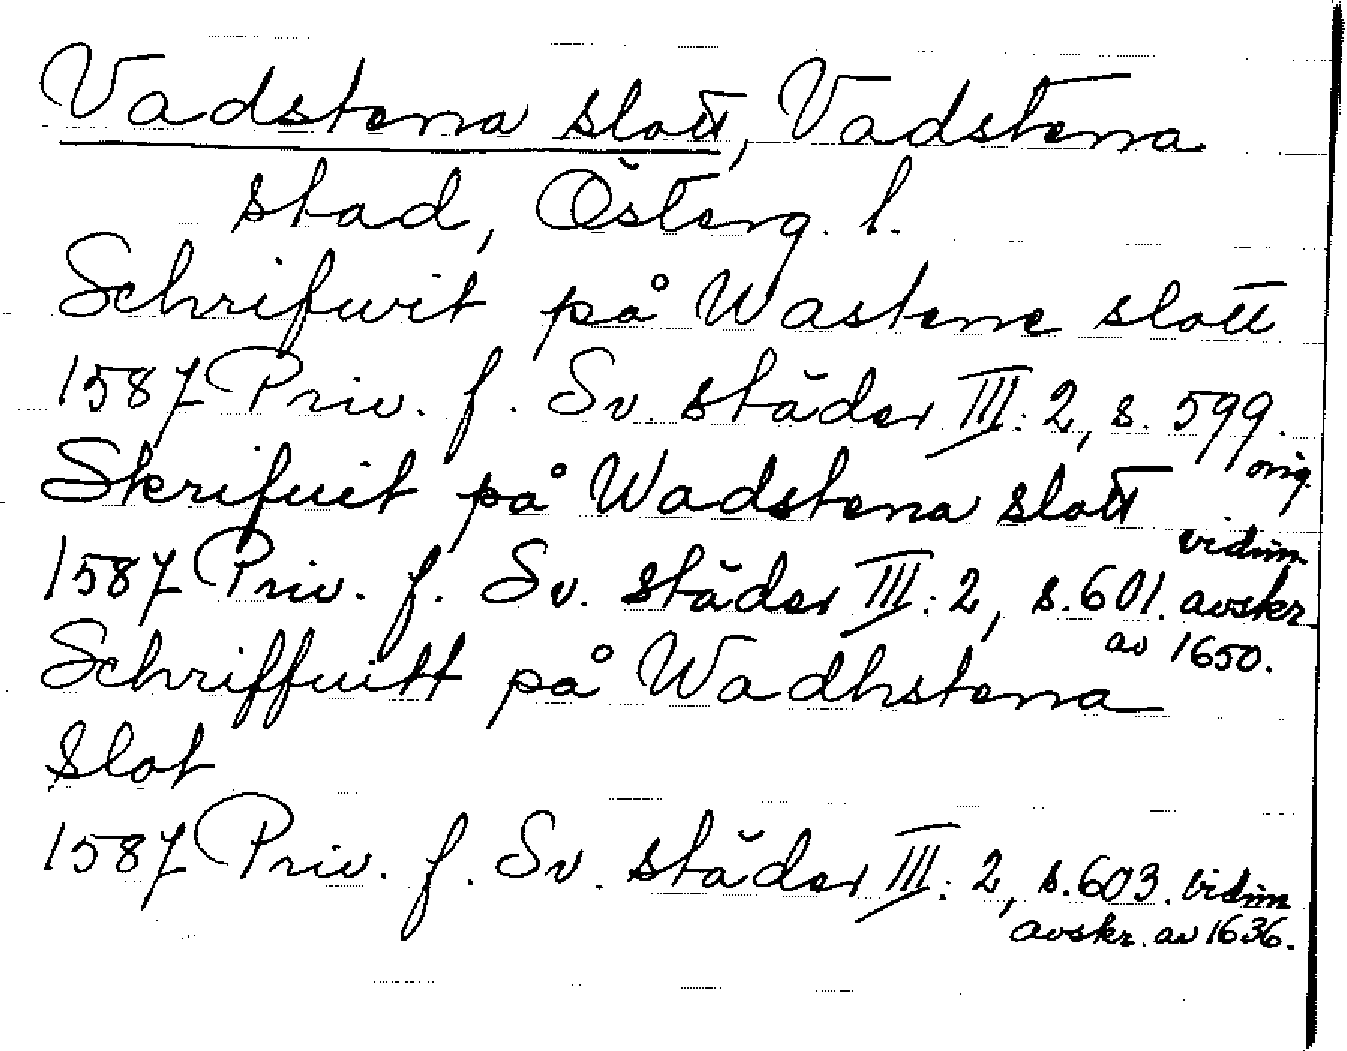 Vadstena slott, Vadstena
stad, Österg. l.
Schrifwit på Wastene slott
1587 Priv. f. Sv. städer III: 2, s. 599.
orig.
Skrifuit på Wadstena slott
1587 Priv. f. Sv. städer III: 2, s. 601. vidim
avskr.
av 1650.
Schriffuitt på Wadhstena
Slot
1587 Priv. f. Sv. städer III: 2, s. 603. vidim
avskr. av 1636.